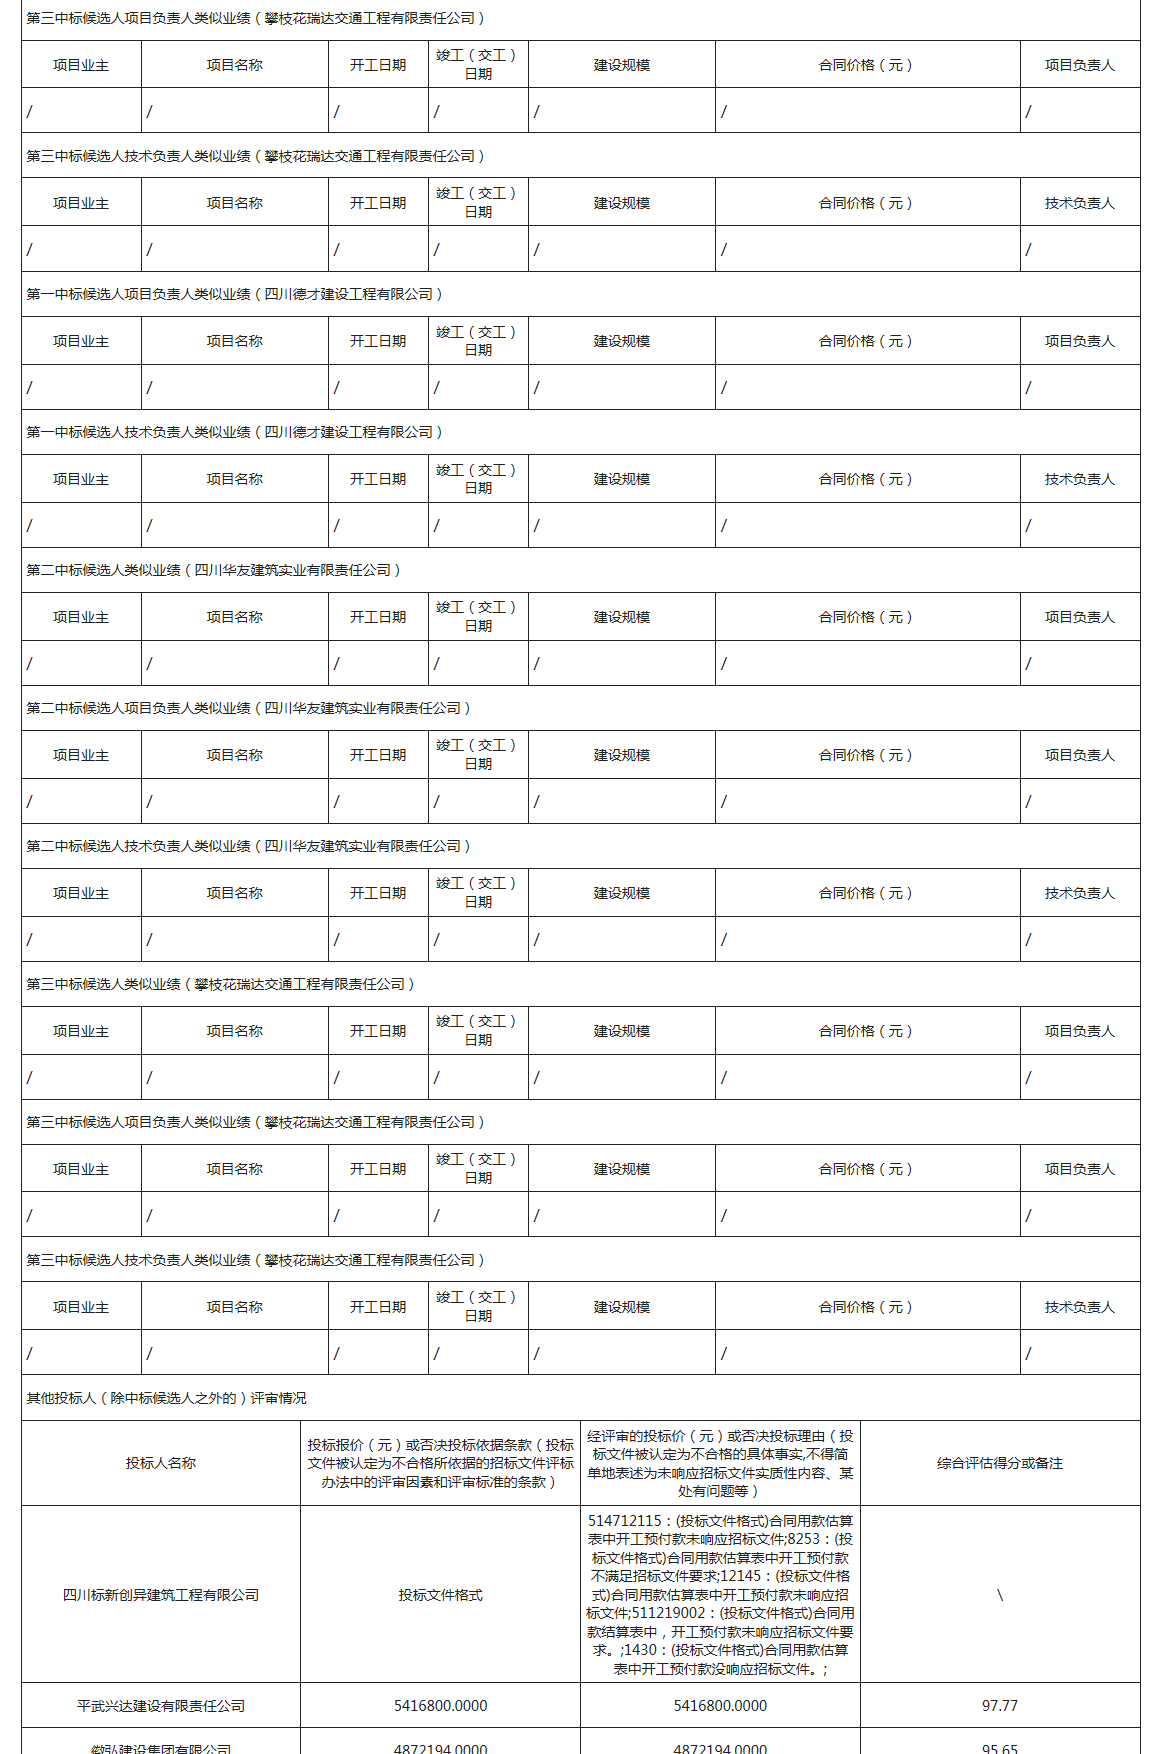 第三中标候选人项目负责人类似业绩（攀枝花瑞达交通工程有限责任公司）
项目业主 项目名称 开工日期 竣工（交工）日期 建设规模 合同价格（元） 项目负责人
/ / / / / / /
第三中标候选人技术负责人类似业绩（攀枝花瑞达交通工程有限责任公司）
项目业主 项目名称 开工日期 竣工（交工）日期 建设规模 合同价格（元） 技术负责人
/ / / / / / /
第一中标候选人项目负责人类似业绩（四川德才建设工程有限公司）
项目业主 项目名称 开工日期 竣工（交工）日期 建设规模 合同价格（元） 项目负责人
/ / / / / / /
第一中标候选人技术负责人类似业绩（四川德才建设工程有限公司）
项目业主 项目名称 开工日期 竣工（交工）日期 建设规模 合同价格（元） 技术负责人
/ / / / / / /
第二中标候选人类似业绩（四川华友建筑实业有限责任公司）
项目业主 项目名称 开工日期 竣工（交工）日期 建设规模 合同价格（元） 项目负责人
/ / / / / / /
第二中标候选人项目负责人类似业绩（四川华友建筑实业有限责任公司）
项目业主 项目名称 开工日期 竣工（交工）日期 建设规模 合同价格（元） 项目负责人
/ / / / / / /
第二中标候选人技术负责人类似业绩（四川华友建筑实业有限责任公司）
项目业主 项目名称 开工日期 竣工（交工）日期 建设规模 合同价格（元） 技术负责人
/ / / / / / /
第三中标候选人类似业绩（攀枝花瑞达交通工程有限责任公司）
项目业主 项目名称 开工日期 竣工（交工）日期 建设规模 合同价格（元） 项目负责人
/ / / / / / /
第三中标候选人项目负责人类似业绩（攀枝花瑞达交通工程有限责任公司）
项目业主 项目名称 开工日期 竣工（交工）日期 建设规模 合同价格（元） 项目负责人
/ / / / / / /
第三中标候选人技术负责人类似业绩（攀枝花瑞达交通工程有限责任公司）
项目业主 项目名称 开工日期 竣工（交工）日期 建设规模 合同价格（元） 技术负责人
/ / / / / / /
其他投标人（除中标候选人之外的）评审情况
投标人名称
投标报价（元）或否决投标依据条款（投标
文件被认定为不合格所依据的招标文件评标
办法中的评审因素和评审标准的条款）
经评审的投标价（元）或否决投标理由（投
标文件被认定为不合格的具体事实,不得简
单地表述为未响应招标文件实质性内容、某
处有问题等）
综合评估得分或备注
四川标新创异建筑工程有限公司
投标文件格式
514712115：(投标文件格式)合同用款估算
表中开工预付款未响应招标文件;8253：(投
标文件格式)合同用款估算表中开工预付款
不满足招标文件要求;12145：(投标文件格
式)合同用款估算表中开工预付款未响应招
标文件;511219002：(投标文件格式)合同用
款结算表中，开工预付款未响应招标文件要
求。;1430：(投标文件格式)合同用款估算
表中开工预付款没响应招标文件。;
\
平武兴达建设有限责任公司 5416800.0000 5416800.0000 97.77
徽弘建设集团有限公司 4872194.0000 4872194.0000 95.65